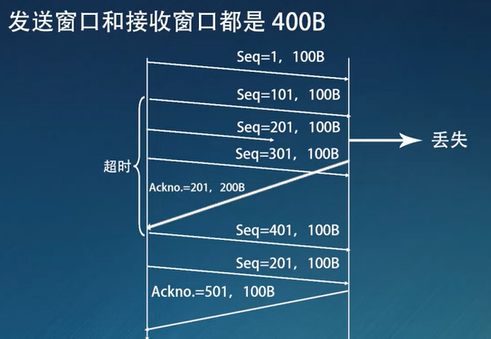 发送窗口和接收窗口都是 400B
Seq=1, 100B
Seq=101, 100B
Seq=201, 100B
丢失
Seq=301, 100B
超时
Ackno.=201, 200B
Seq=401, 100B
Seq=201, 100B
Ackno.=501, 100B